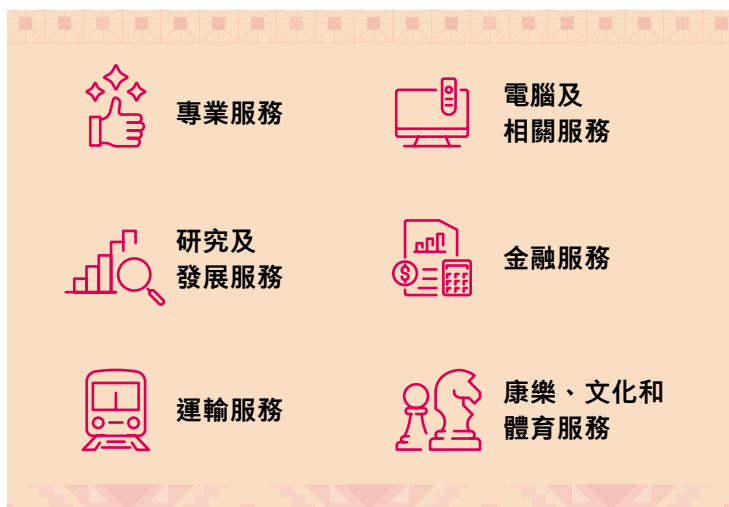 專業服務
電腦及
相關服務
研究及
發展服務
金融服務
運輸服務
康樂、文化和
體育服務